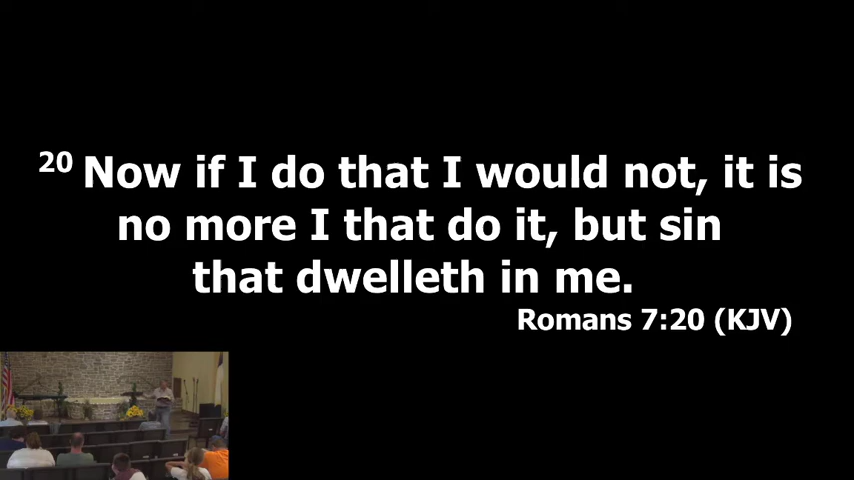 20 Now if I do that I would not, it is
no more I that do it, but sin
that dwelleth in me.
Romans 7:20 (KJV)